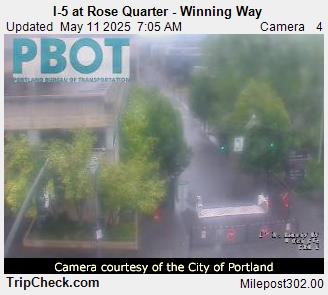 I-5 at Rose Quarter - Winning Way
Updated May 11 2025 7:05 AM Camera 4
PBOT
PORTLAND BUREAU OF TRANSPORTATION
Camera courtesy of the City of Portland
TripCheck.com Milepost302.00